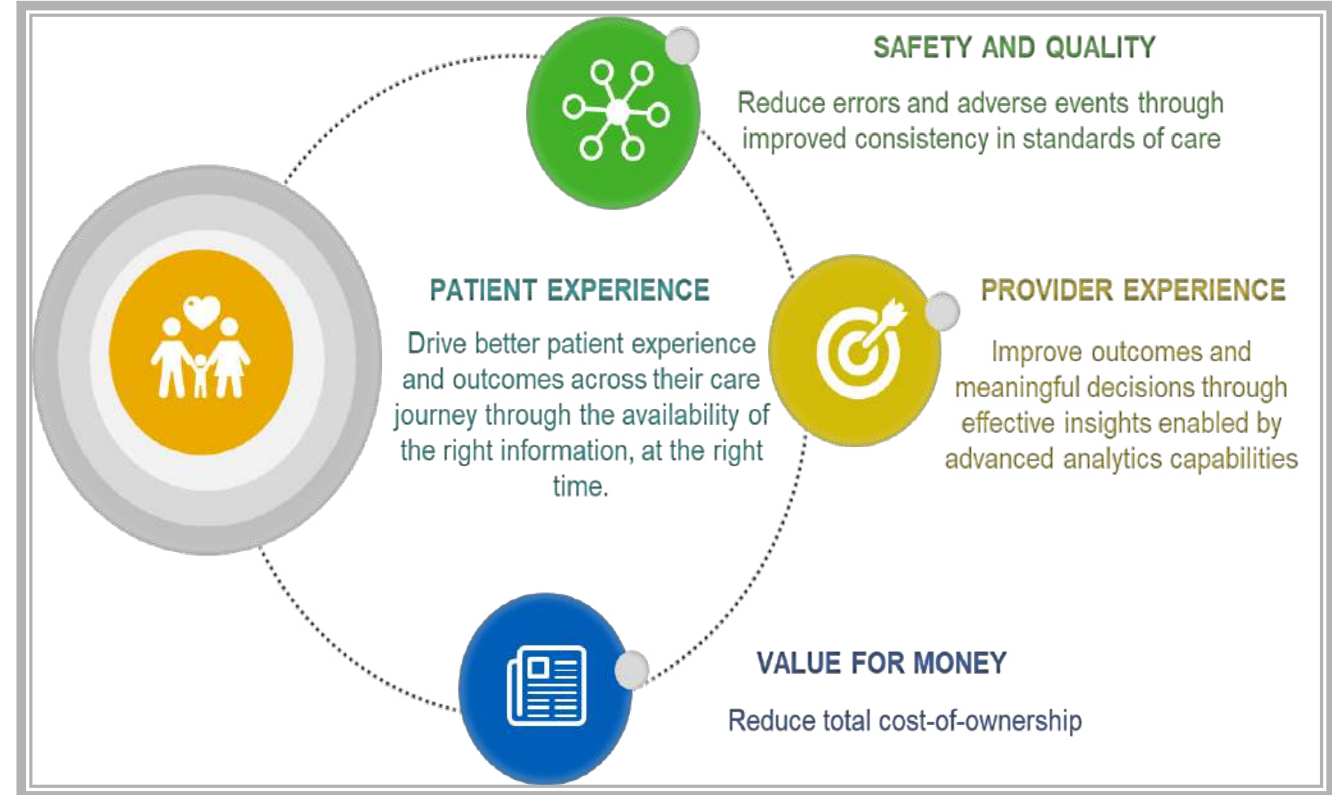 SAFETY AND QUALITY
Reduce errors and adverse events through
improved consistency in standards of care
PATIENT EXPERIENCE
Drive better patient experience
and outcomes across their care
journey through the availability of
the right information, at the right
time.
PROVIDER EXPERIENCE
Improve outcomes and
meaningful decisions through
effective insights enabled by
advanced analytics capabilities
VALUE FOR MONEY
Reduce total cost-of-ownership